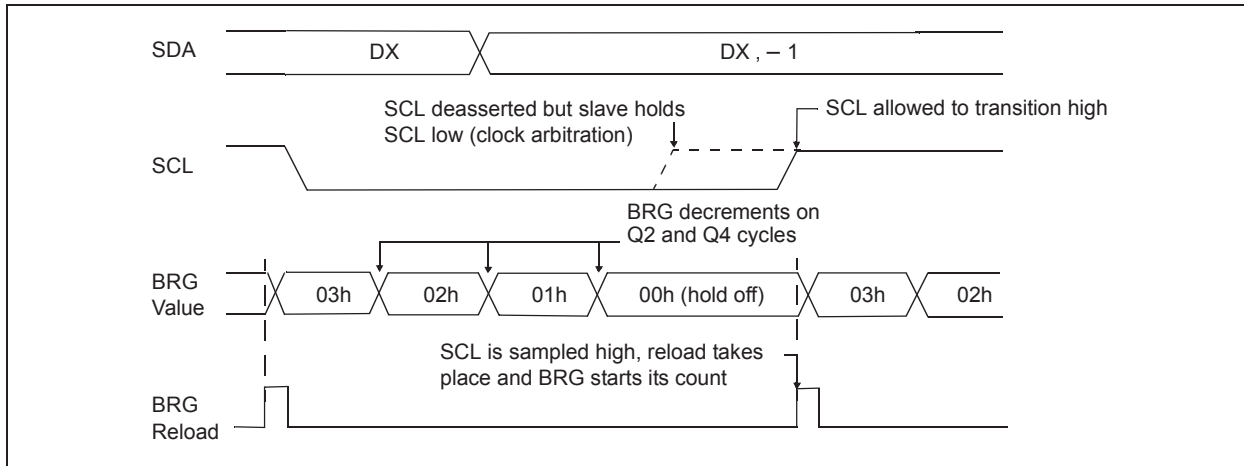 SDA
DX
DX , – 1
SCL deasserted but slave holds
SCL low (clock arbitration)
SCL allowed to transition high
SCL
BRG decrements on
Q2 and Q4 cycles
BRG
Value
03h
02h
01h
00h (hold off)
03h
02h
SCL is sampled high, reload takes
place and BRG starts its count
BRG
Reload